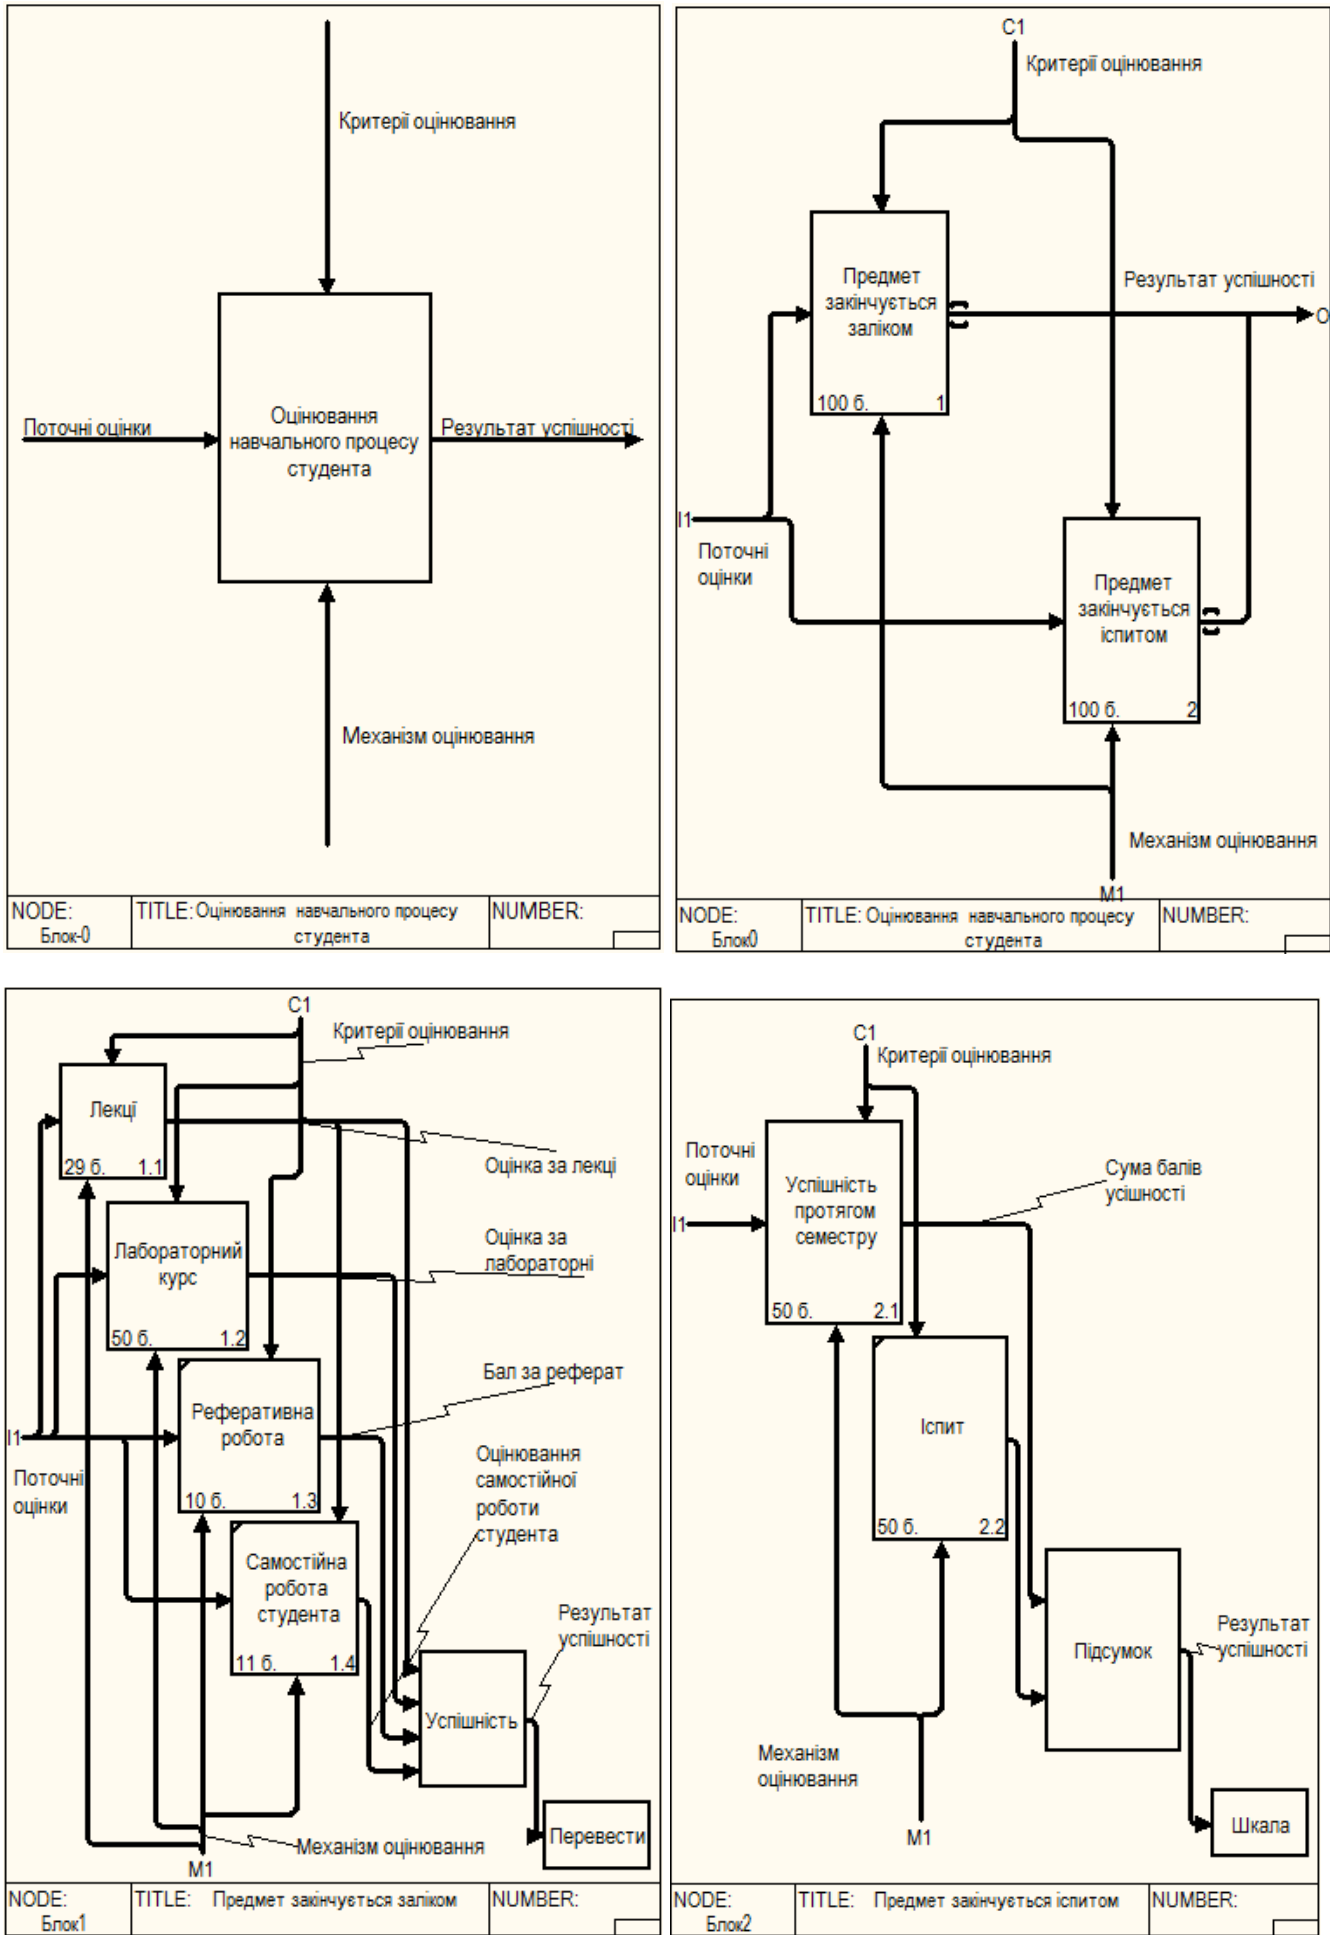 Критерії оцінювання
Поточні оцінки
Оцінювання
навчального процесу
студента
Результат успішності
Механізм оцінювання
NODE:
Блок-0
TITLE: Оцінювання навчального процесу
студента
NUMBER:
C1
Критерії оцінювання
Предмет
закінчується
заліком
100 б. 1
Результат успішності
O
I1
Поточні
оцінки
Предмет
закінчується
іспитом
100 б. 2
Механізм оцінювання
M1
NODE:
Блок0
TITLE: Оцінювання навчального процесу
студента
NUMBER:
C1
Критерії оцінювання
Лекції
29 б. 1.1
Оцінка за лекці
Лабораторний
курс
50 б. 1.2
Оцінка за
лабораторні
Реферативна
робота
10 б. 1.3
Бал за реферат
I1
Поточні
оцінки
Оцінювання
самостійної
роботи
студента
Самостійна
робота
студента
11 б. 1.4
Результат
успішності
Успішність
Перевести
Механізм оцінювання
M1
NODE:
Блок1
TITLE: Предмет закінчується заліком
NUMBER:
C1
Критерії оцінювання
Поточні
оцінки
I1
Успішність
протягом
семестру
50 б. 2.1
Сума балів
усішності
Іспит
50 б. 2.2
Підсумок
Результат
успішності
Шкала
Механізм
оцінювання
M1
NODE:
Блок2
TITLE: Предмет закінчується іспитом
NUMBER: